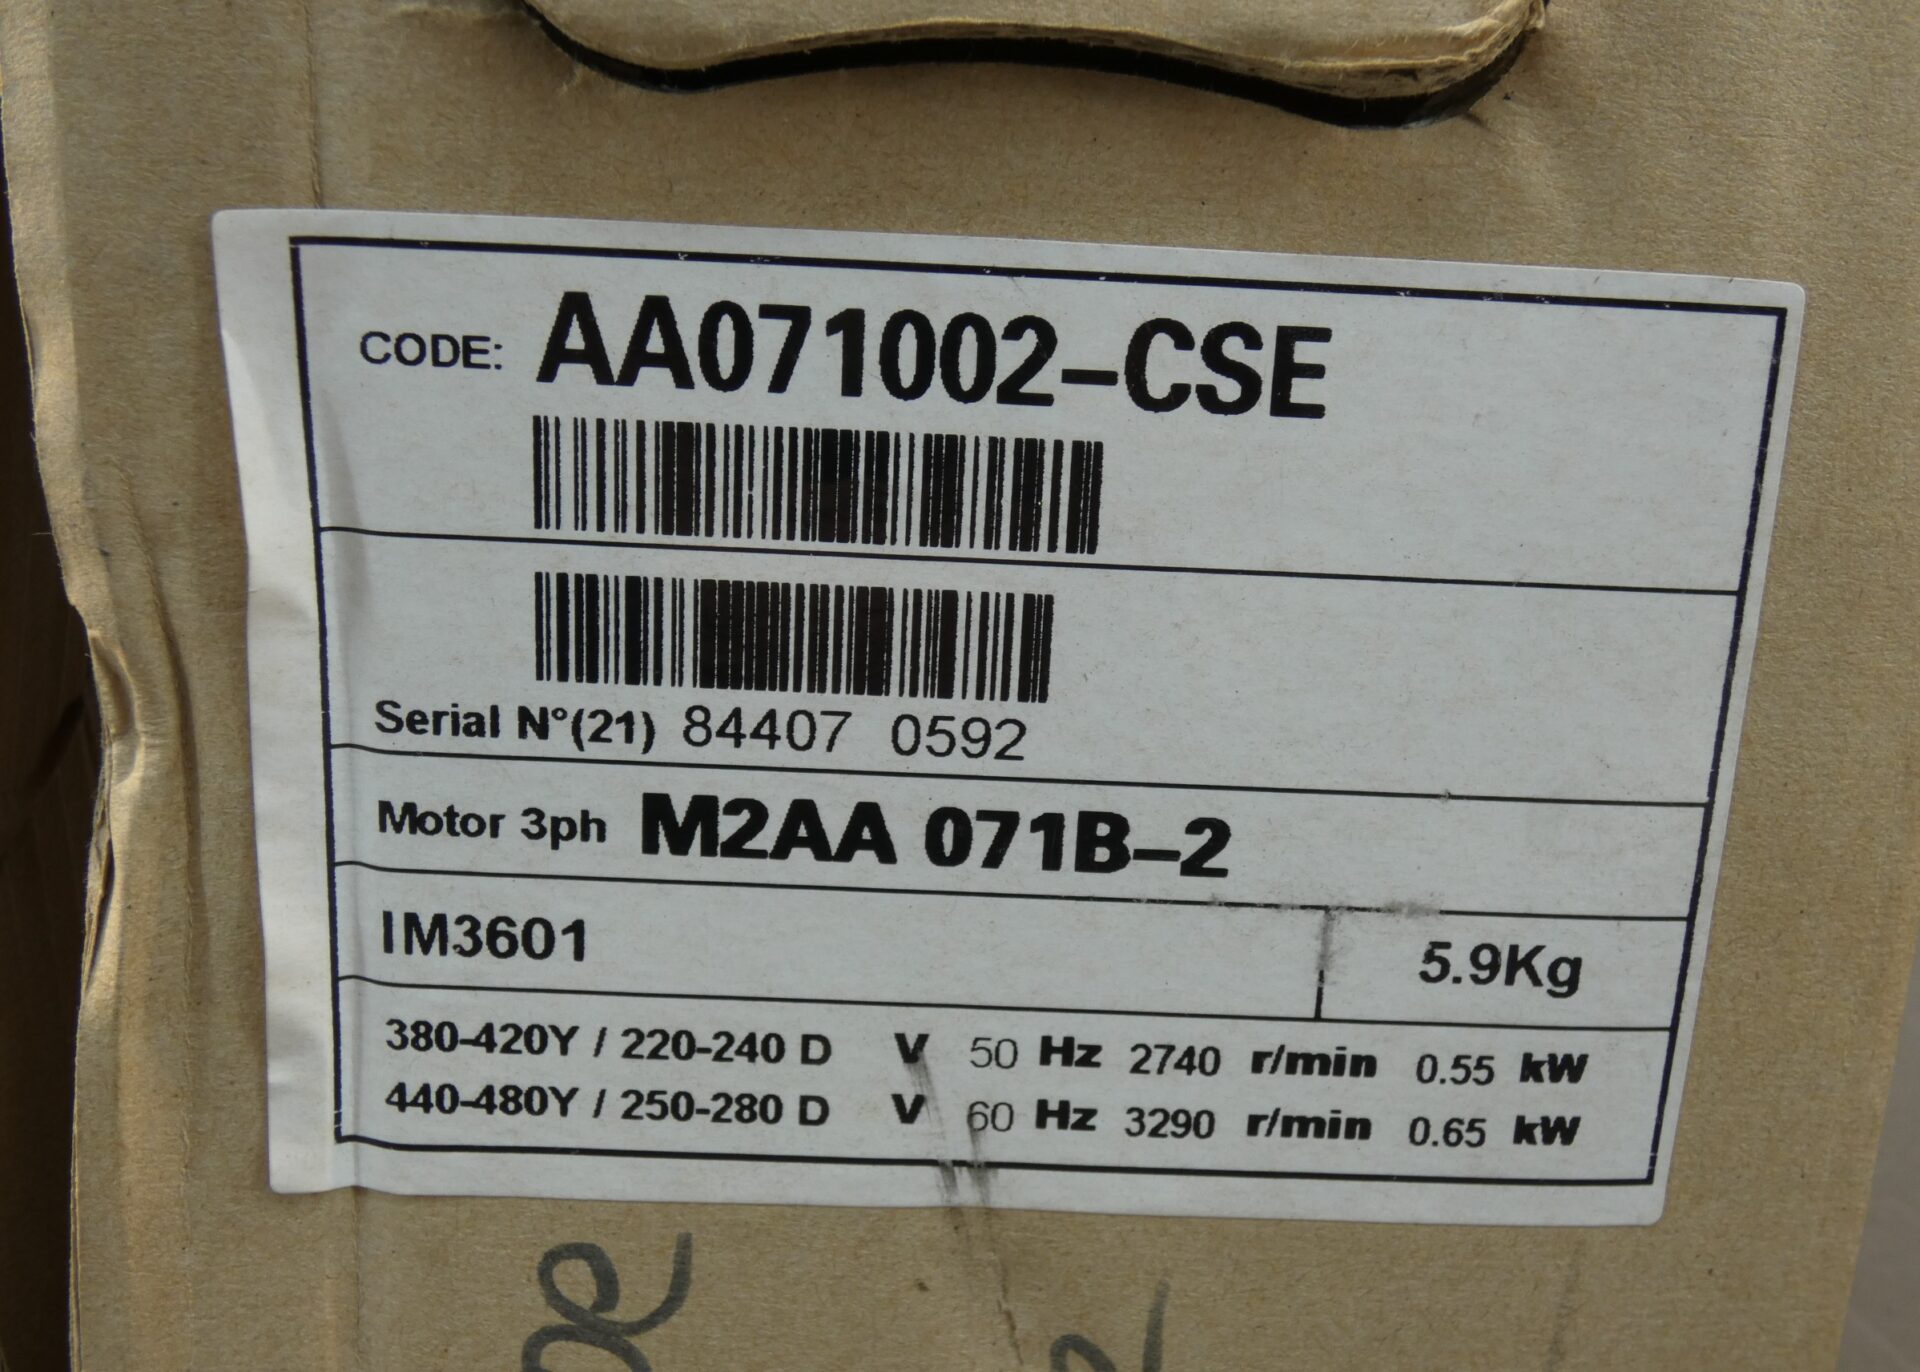 CODE: AA071002-CSE
Serial N°(21) 84407 0592
Motor 3ph M2AA 071B-2
IM3601 5.9Kg
380-420Y / 220-240 D V 50 Hz 2740 r/min 0.55 kW
440-480Y / 250-280 D V 60 Hz 3290 r/min 0.65 kW